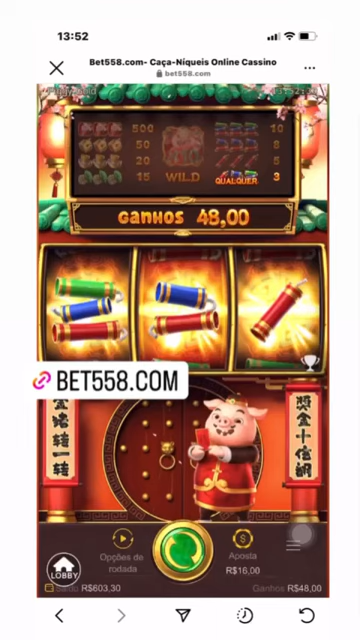 13:52
Bet558.com- Caça-Níqueis Online Cassino
bet558.com
500
50
20
15
WILD
10
8
5
QUALQUER 3
GANHOS 48,00
BET558.COM
LOBBY
Opções de
rodada
Aposta
R$16,00
Saldo R$603,30
Ganhos R$48,00